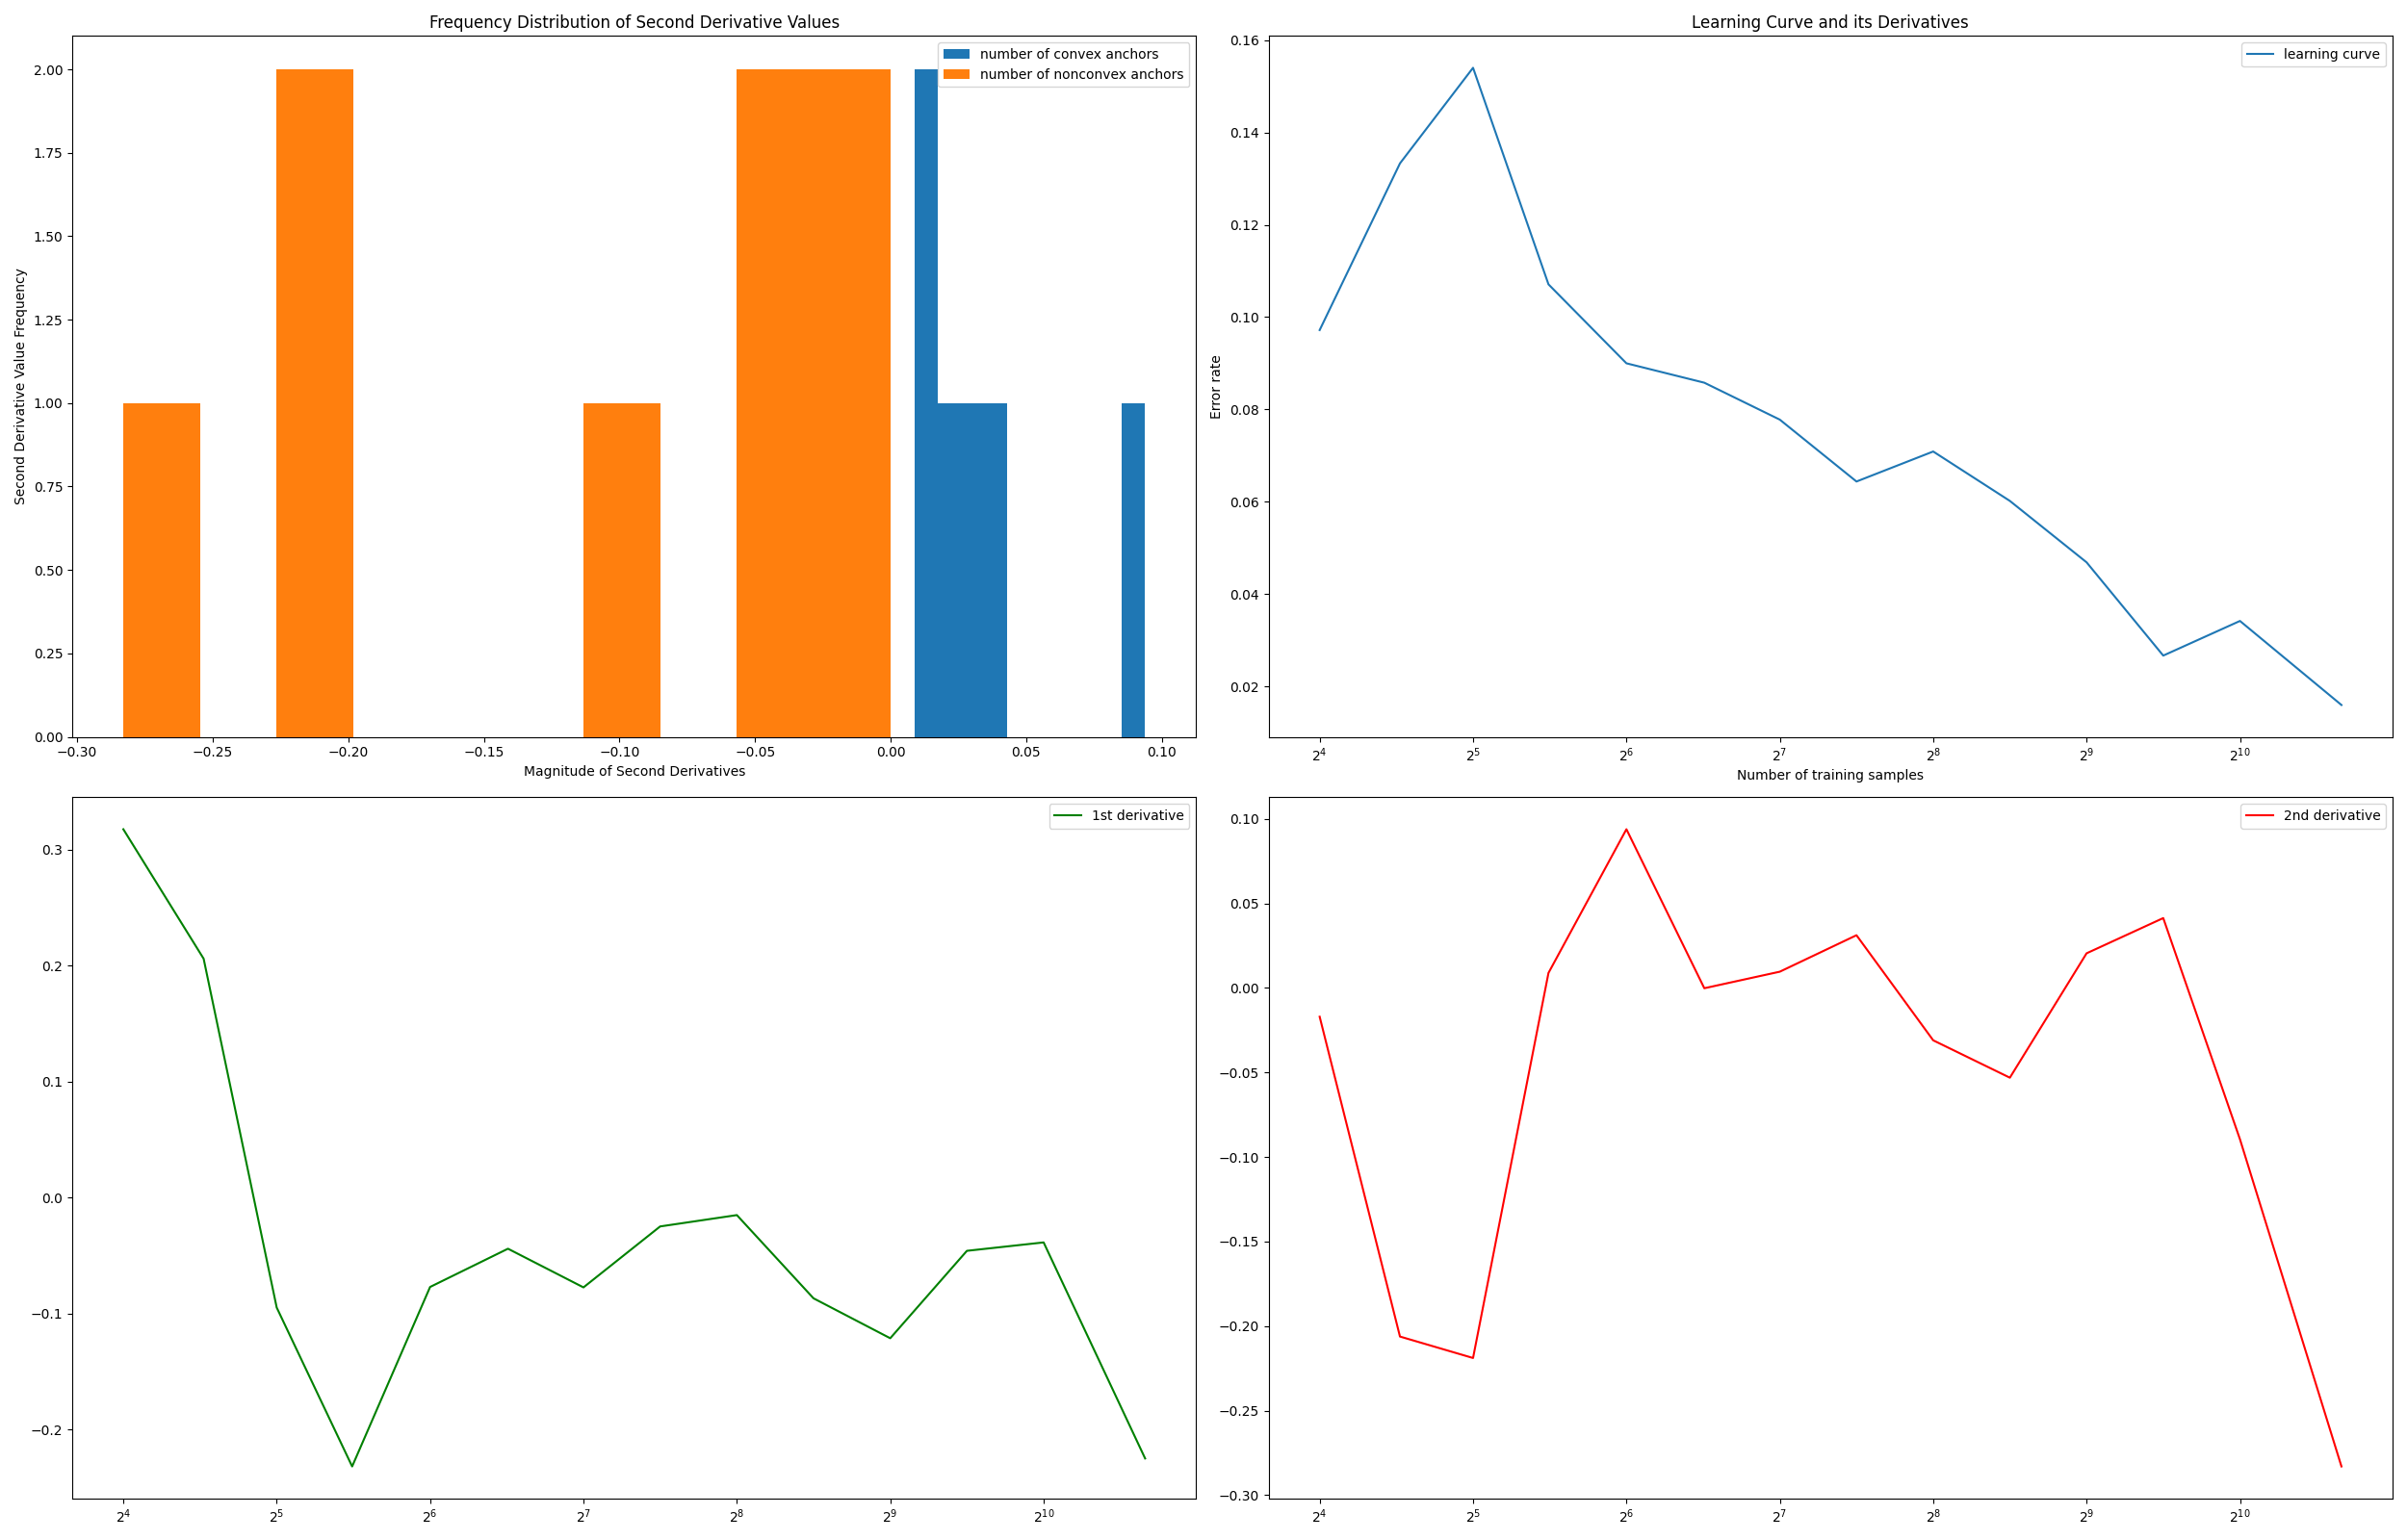 Frequency Distribution of Second Derivative Values
number of convex anchors
number of nonconvex anchors
Second Derivative Value Frequency
2.00
1.75
1.50
1.25
1.00
0.75
0.50
0.25
0.00
−0.30 −0.25 −0.20 −0.15 −0.10 −0.05 0.00 0.05 0.10
Magnitude of Second Derivatives
Learning Curve and its Derivatives
learning curve
Error rate
0.16
0.14
0.12
0.10
0.08
0.06
0.04
0.02
2⁴ 2⁵ 2⁶ 2⁷ 2⁸ 2⁹ 2¹⁰
Number of training samples
1st derivative
0.3
0.2
0.1
0.0
−0.1
−0.2
2⁴ 2⁵ 2⁶ 2⁷ 2⁸ 2⁹ 2¹⁰
2nd derivative
0.10
0.05
0.00
−0.05
−0.10
−0.15
−0.20
−0.25
−0.30
2⁴ 2⁵ 2⁶ 2⁷ 2⁸ 2⁹ 2¹⁰